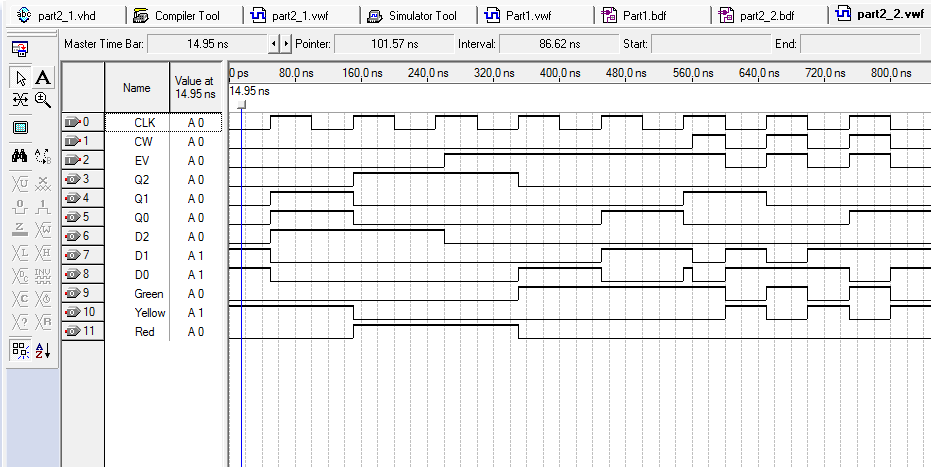 part2_1.vhd Compiler Tool part2_1.vwf Simulator Tool Part1.vwf Part1.bdf part2_2.bdf part2_2.vwf
Master Time Bar: 14.95 ns Pointer: 101.57 ns Interval: 86.62 ns Start: End:
Name Value at 14.95 ns
0 ps 80.0 ns 160.0 ns 240.0 ns 320.0 ns 400.0 ns 480.0 ns 560.0 ns 640.0 ns 720.0 ns 800.0 ns
14.95 ns
0 CLK A 0
1 CW A 0
2 EV A 0
3 Q2 A 0
4 Q1 A 0
5 Q0 A 0
6 D2 A 0
7 D1 A 1
8 D0 A 1
9 Green A 0
10 Yellow A 1
11 Red A 0